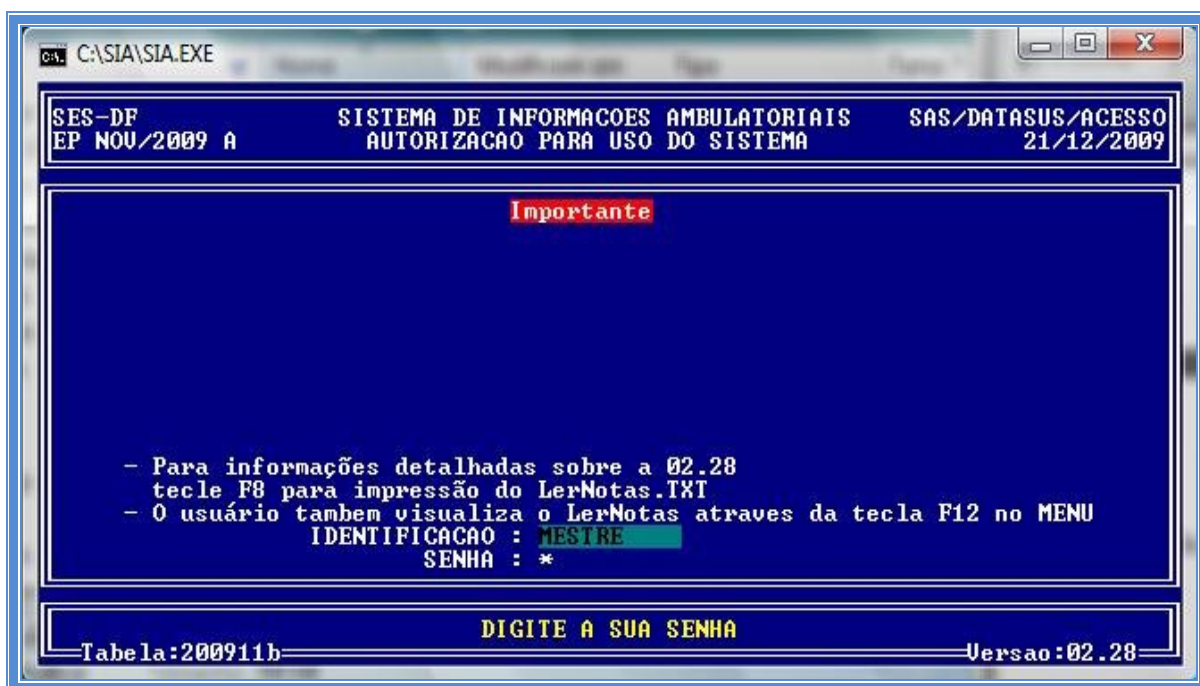 C:\SIA\SIA.EXE
SES-DF SISTEMA DE INFORMACOES AMBULATORIAIS SAS/DATASUS/ACESSO
EP NOV/2009 A AUTORIZACAO PARA USO DO SISTEMA 21/12/2009
Importante
- Para informações detalhadas sobre a 02.28
tecle F8 para impressão do LerNotas.TXT
- O usuário tambem visualiza o LerNotas atraves da tecla F12 no MENU
IDENTIFICACAO : MESTRE
SENHA : *
DIGITE A SUA SENHA
Tabela:200911b Versao:02.28